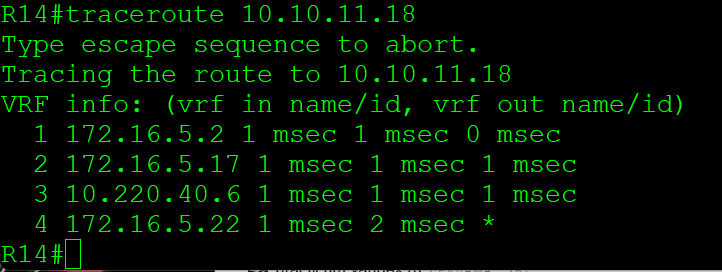 R14#traceroute 10.10.11.18
Type escape sequence to abort.
Tracing the route to 10.10.11.18
VRF info: (vrf in name/id, vrf out name/id)
1 172.16.5.2 1 msec 1 msec 0 msec
2 172.16.5.17 1 msec 1 msec 1 msec
3 10.220.40.6 1 msec 1 msec 1 msec
4 172.16.5.22 1 msec 2 msec *
R14#